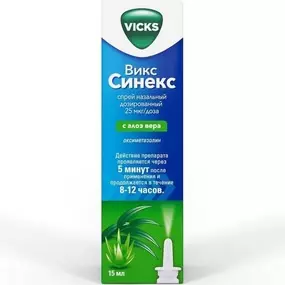 VICKS
Викс
Синекс
спрей назальный
дозированный
25 мкг/доза
с алоэ вера
оксиметазолин
Действие препарата
проявляется через
5 минут после
применения и
продолжается в течение
8-12 часов.
15 мл